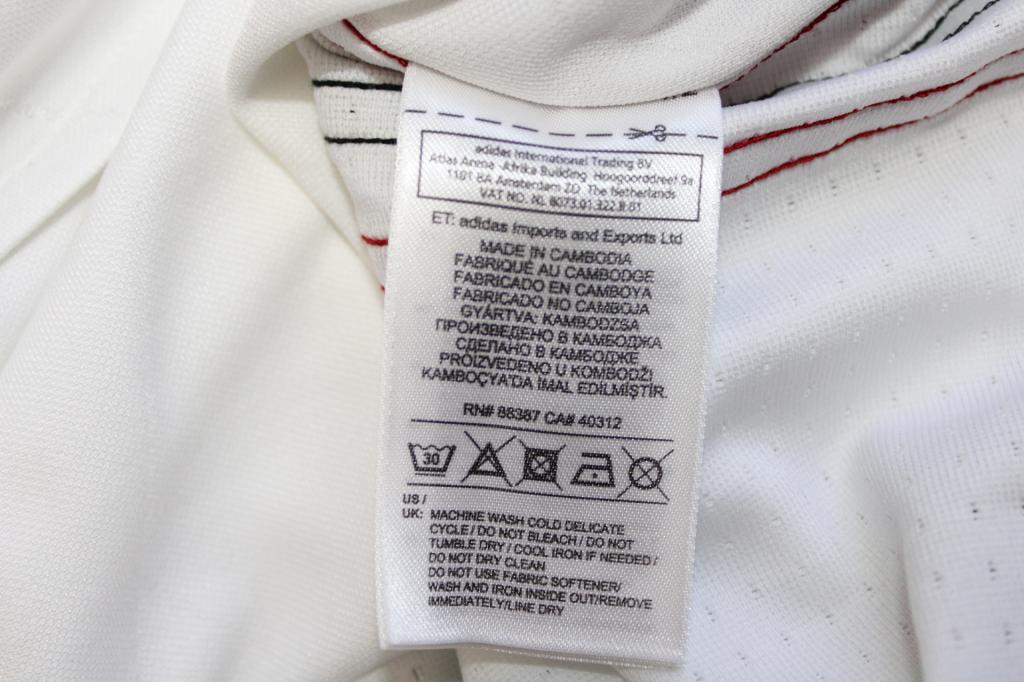 adidas International Trading BV
Atlas Arena -Afrika Building Hoogoorddreef 9a
1101 BA Amsterdam ZO The Netherlands
VAT NO. NL 8073.01.322.B.01
ET: adidas Imports and Exports Ltd
MADE IN CAMBODIA
FABRIQUÉ AU CAMBODGE
FABRICADO EN CAMBOYA
FABRICADO NO CAMBOJA
GYÁRTVA: KAMBODZSA
ПРОИЗВЕДЕНО В КАМБОДЖА
СДЕЛАНО В КАМБОДЖЕ
PROIZVEDENO U KOMBODŽI
KAMBOÇYA'DA İMAL EDİLMİŞTİR.
RN# 88387 CA# 40312
30
US /
UK: MACHINE WASH COLD DELICATE
CYCLE / DO NOT BLEACH / DO NOT
TUMBLE DRY / COOL IRON IF NEEDED /
DO NOT DRY CLEAN
DO NOT USE FABRIC SOFTENER/
WASH AND IRON INSIDE OUT/REMOVE
IMMEDIATELY/LINE DRY